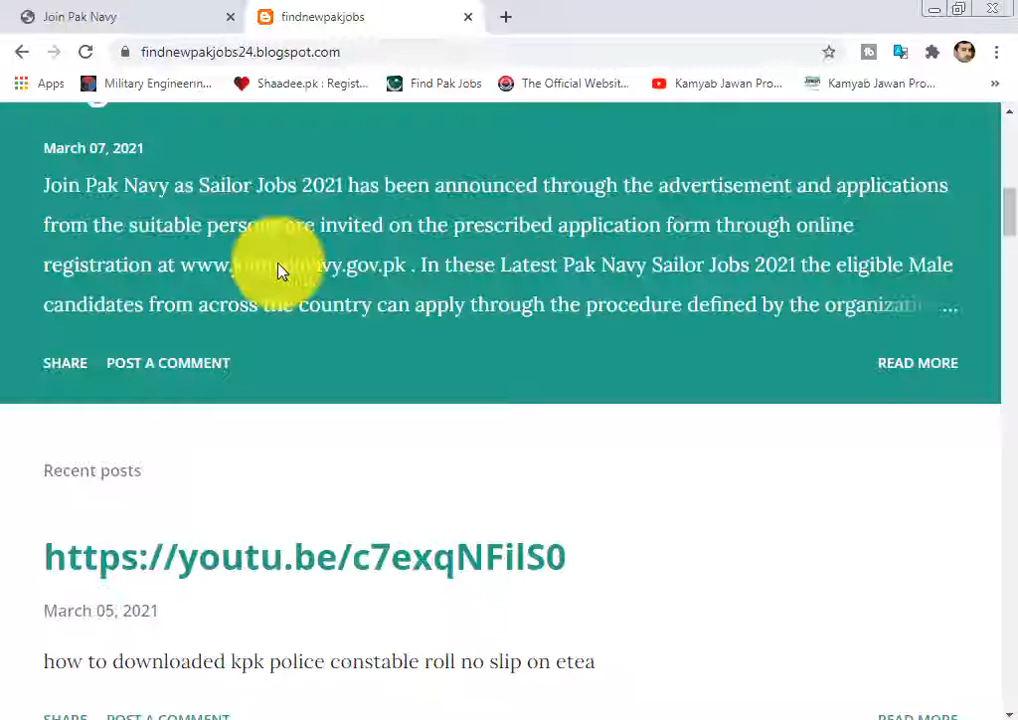 Join Pak Navy
findnewpakjobs
findnewpakjobs24.blogspot.com
Apps
Military Engineerin...
Shaadee.pk : Regist...
Find Pak Jobs
The Official Websit...
Kamyab Jawan Pro...
Kamyab Jawan Pro...
March 07, 2021
Join Pak Navy as Sailor Jobs 2021 has been announced through the advertisement and applications
from the suitable persons are invited on the prescribed application form through online
registration at . In these Latest Pak Navy Sailor Jobs 2021 the eligible Male
candidates from across the country can apply through the procedure defined by the organizatio ...
SHARE POST A COMMENT READ MORE
Recent posts
https://youtu.be/c7exqNFilS0
March 05, 2021
how to downloaded kpk police constable roll no slip on etea
SHARE POST A COMMENT READ MORE